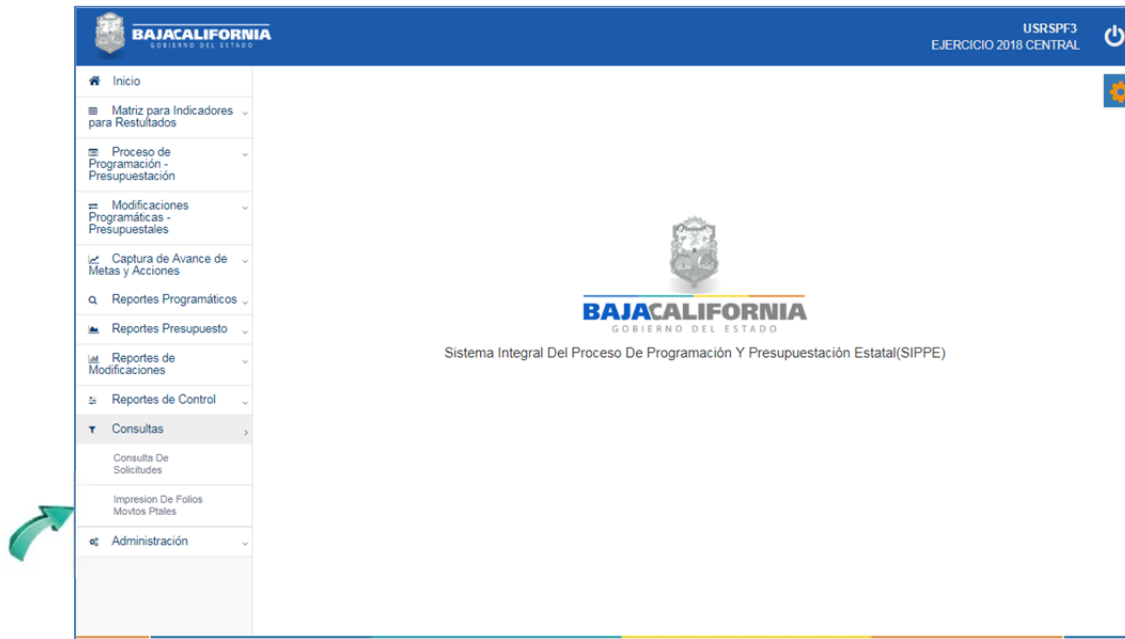 BAJACALIFORNIA
GOBIERNO DEL ESTADO
USRSPF3
EJERCICIO 2018 CENTRAL
Inicio
Matriz para Indicadores
para Restultados
Proceso de
Programación -
Presupuestación
Modificaciones
Programáticas -
Presupuestales
Captura de Avance de
Metas y Acciones
Reportes Programáticos
Reportes Presupuesto
Reportes de
Modificaciones
Reportes de Control
Consultas
Consulta De
Solicitudes
Impresion De Folios
Movtos Ptales
Administración
BAJACALIFORNIA
GOBIERNO DEL ESTADO
Sistema Integral Del Proceso De Programación Y Presupuestación Estatal(SIPPE)